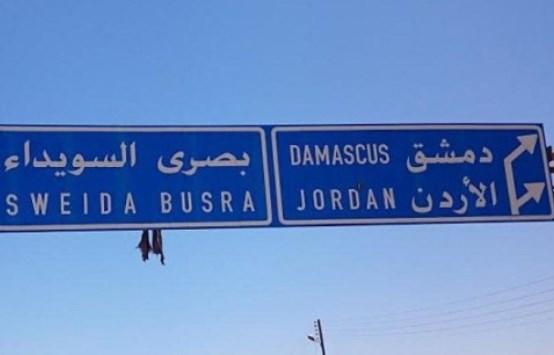 بصرى السويداء
SWEIDA BUSRA
DAMASCUS دمشق
JORDAN الأردن